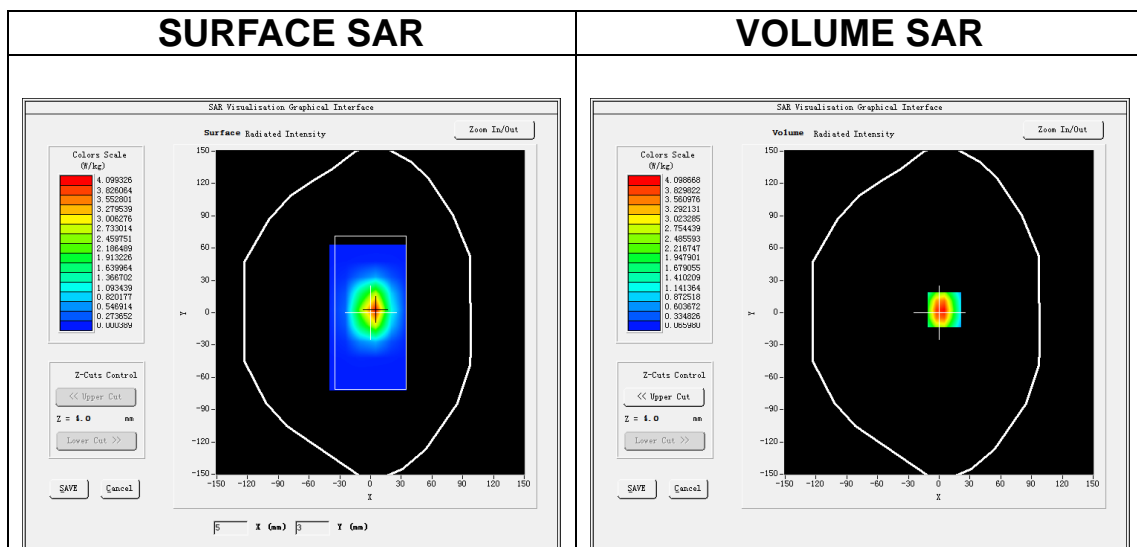 SURFACE SAR
SAR Visualisation Graphical Interface
Surface Radiated Intensity
Zoom In/Out
Colors Scale
(W/kg)
4.099326
3.826064
3.552801
3.279539
3.006276
2.733014
2.459751
2.186489
1.913226
1.639964
1.366702
1.093439
0.820177
0.546914
0.273652
0.000389
Z-Cuts Control
<< Upper Cut
Z = 4.0 mm
Lower Cut >>
SAVE Cancel
150
120
90
60
30
0
-30
-60
-90
-120
-150
Y
-150 -120 -90 -60 -30 0 30 60 90 120 150
X
5 X (mm) 3 Y (mm)
VOLUME SAR
SAR Visualisation Graphical Interface
Volume Radiated Intensity
Zoom In/Out
Colors Scale
(W/kg)
4.098668
3.829822
3.560976
3.292131
3.023285
2.754439
2.485593
2.216747
1.947901
1.679055
1.410209
1.141364
0.872518
0.603672
0.334826
0.065980
Z-Cuts Control
<< Upper Cut
Z = 4.0 mm
Lower Cut >>
SAVE Cancel
150
120
90
60
30
0
-30
-60
-90
-120
-150
Y
-150 -120 -90 -60 -30 0 30 60 90 120 150
X